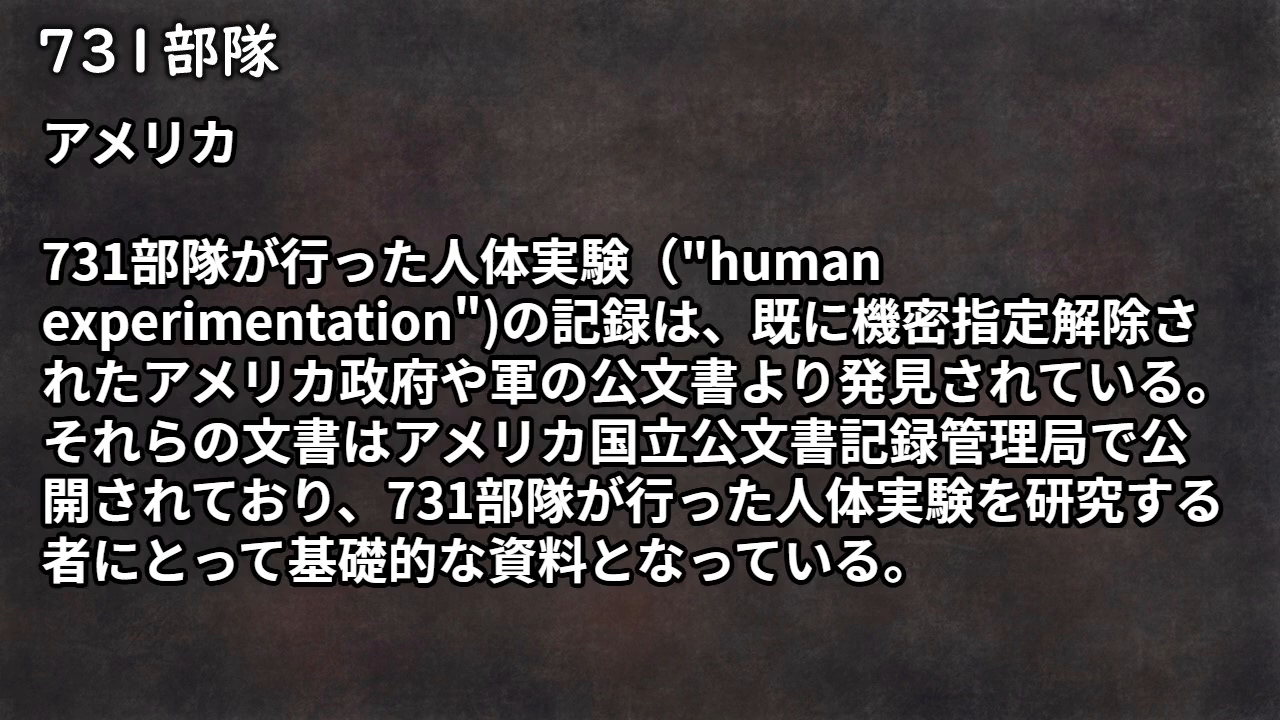 731部隊
アメリカ
731部隊が行った人体実験（"human
experimentation")の記録は、既に機密指定解除さ
れたアメリカ政府や軍の公文書より発見されている。
それらの文書はアメリカ国立公文書記録管理局で公
開されており、731部隊が行った人体実験を研究する
者にとって基礎的な資料となっている。